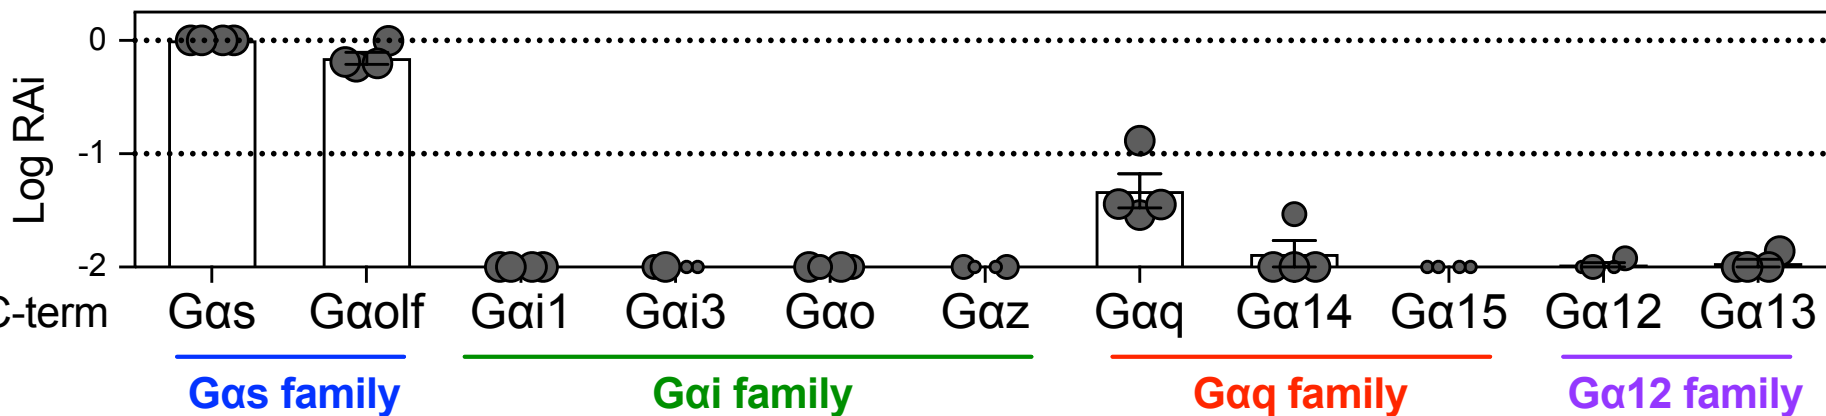 Log RAi
0
-1
-2
C-term Gαs Gαolf Gαi1 Gαi3 Gαo Gαz Gαq Gα14 Gα15 Gα12 Gα13
Gαs family Gαi family Gαq family Gα12 family